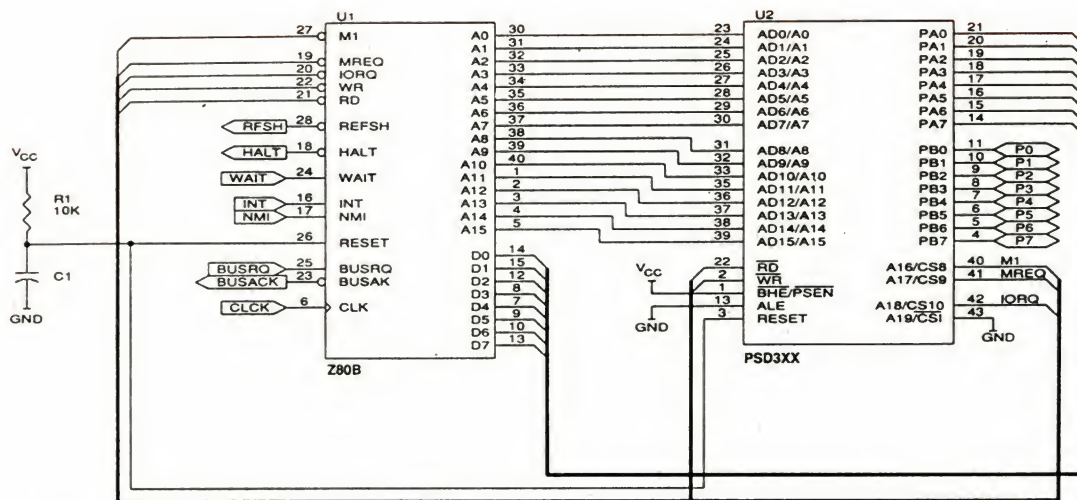 U1
27 M1
19 MREQ
20 IORQ
22 WR
21 RD
RFSH 28 REFSH
HALT 18 HALT
WAIT 24 WAIT
INT 16 INT
NMI 17 NMI
26 RESET
BUSRQ 25 BUSRQ
BUSACK 23 BUSAK
CLCK 6 CLK
A0 30
A1 31
A2 32
A3 33
A4 34
A5 35
A6 36
A7 37
A8 38
A9 39
A10 40
A11 1
A12 2
A13 3
A14 4
A15 5
D0 14
D1 15
D2 12
D3 8
D4 7
D5 9
D6 10
D7 13
Z80B
VCC
R1
10K
C1
GND
U2
23 AD0/A0
24 AD1/A1
25 AD2/A2
26 AD3/A3
27 AD4/A4
28 AD5/A5
29 AD6/A6
30 AD7/A7
31 AD8/A8
32 AD9/A9
33 AD10/A10
35 AD11/A11
36 AD12/A12
37 AD13/A13
38 AD14/A14
39 AD15/A15
22 RD
2 WR
VCC 1 BHE/PSEN
13 ALE
GND 3 RESET
PA0 21
PA1 20
PA2 19
PA3 18
PA4 17
PA5 16
PA6 15
PA7 14
PB0 11 P0
PB1 10 P1
PB2 9 P2
PB3 8 P3
PB4 7 P4
PB5 6 P5
PB6 5 P6
PB7 4 P7
A16/CS8 40 M1
A17/CS9 41 MREQ
A18/CS10 42 IORQ
A19/CSI 43
GND
PSD3XX